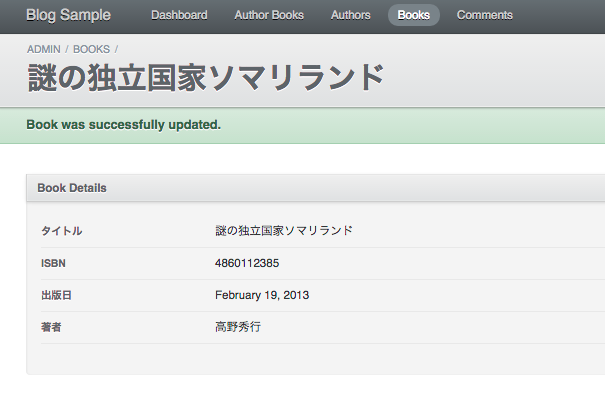 Blog Sample Dashboard Author Books Authors Books Comments
ADMIN / BOOKS /
謎の独立国家ソマリランド
Book was successfully updated.
Book Details
タイトル 謎の独立国家ソマリランド
ISBN 4860112385
出版日 February 19, 2013
著者 高野秀行